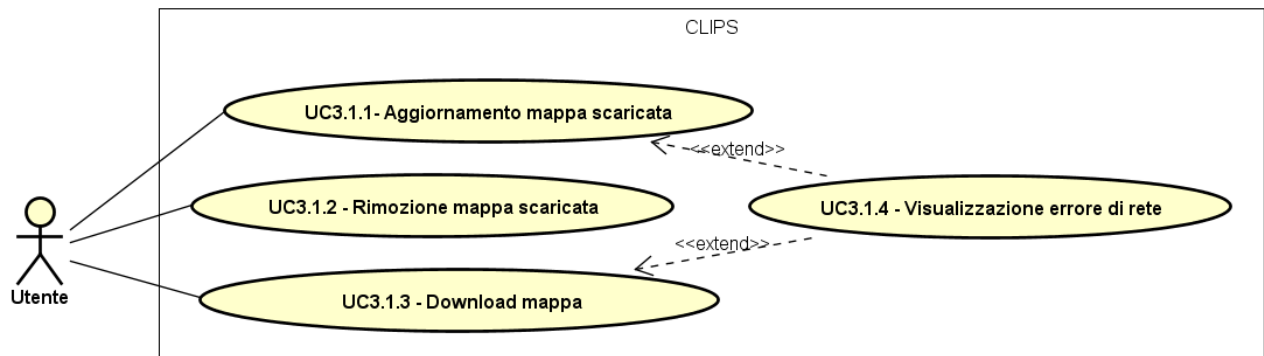 CLIPS
UC3.1.1- Aggiornamento mappa scaricata
<<extend>>
UC3.1.2 - Rimozione mappa scaricata
UC3.1.4 - Visualizzazione errore di rete
<<extend>>
Utente
UC3.1.3 - Download mappa